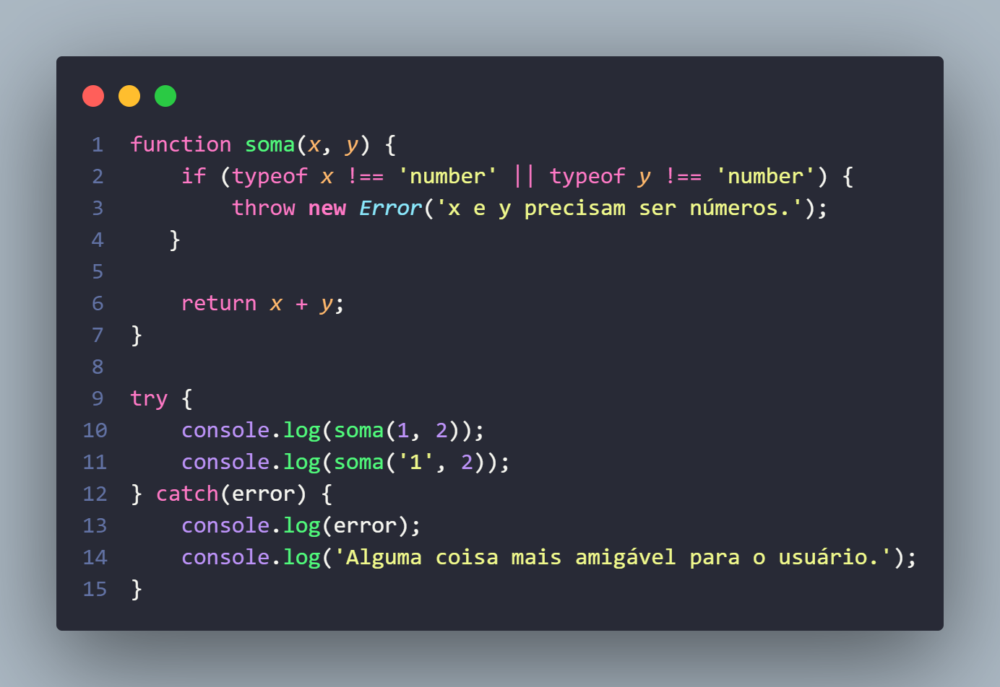 1 function soma(x, y) {
2     if (typeof x !== 'number' || typeof y !== 'number') {
3         throw new Error('x e y precisam ser números.');
4    }
5
6     return x + y;
7 }
8
9 try {
10     console.log(soma(1, 2));
11     console.log(soma('1', 2));
12 } catch(error) {
13     console.log(error);
14     console.log('Alguma coisa mais amigável para o usuário.');
15 }